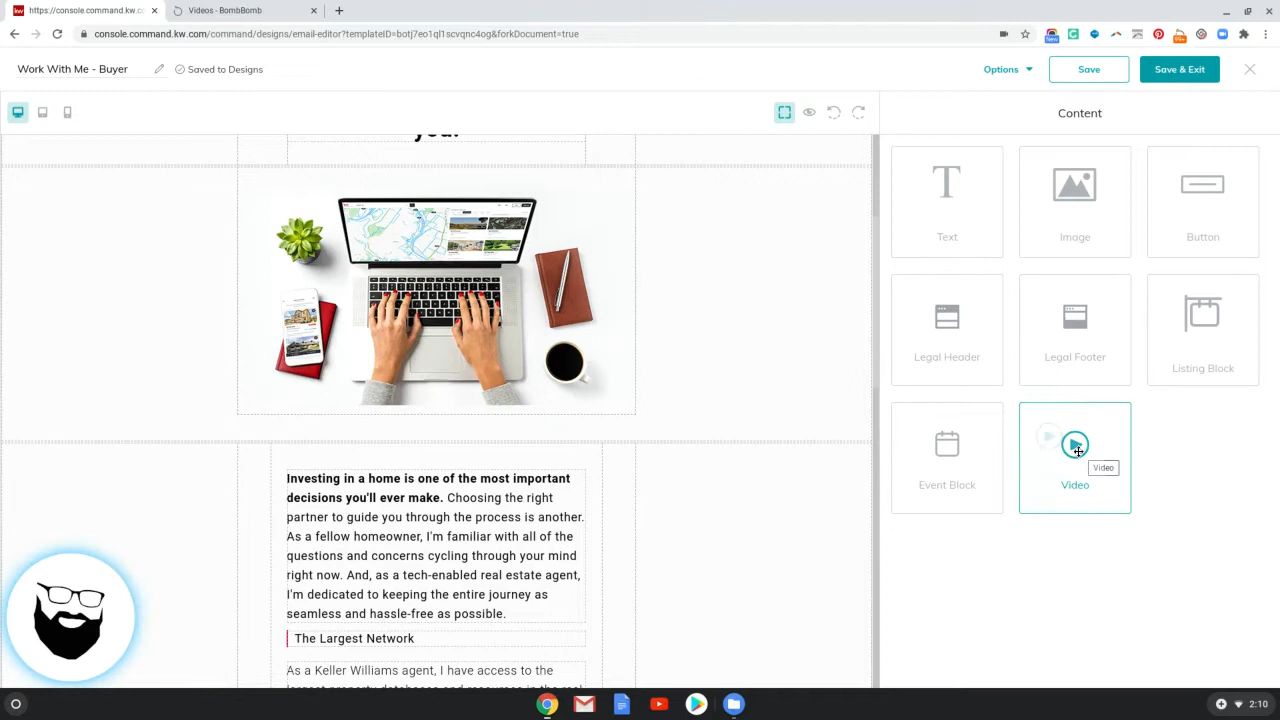 kw
https://console.command.kw.co
Videos - BombBomb
console.command.kw.com/command/designs/email-editor?templateID=botj7eo1ql1scvqnc4og&forkDocument=true
New
99+
Work With Me - Buyer
Saved to Designs
Options
Save
Save & Exit
Content
you.
Text
Image
Button
Legal Header
Legal Footer
Listing Block
Event Block
Video
Video
Investing in a home is one of the most important
decisions you'll ever make. Choosing the right
partner to guide you through the process is another.
As a fellow homeowner, I'm familiar with all of the
questions and concerns cycling through your mind
right now. And, as a tech-enabled real estate agent,
I'm dedicated to keeping the entire journey as
seamless and hassle-free as possible.
The Largest Network
As a Keller Williams agent, I have access to the
2:10